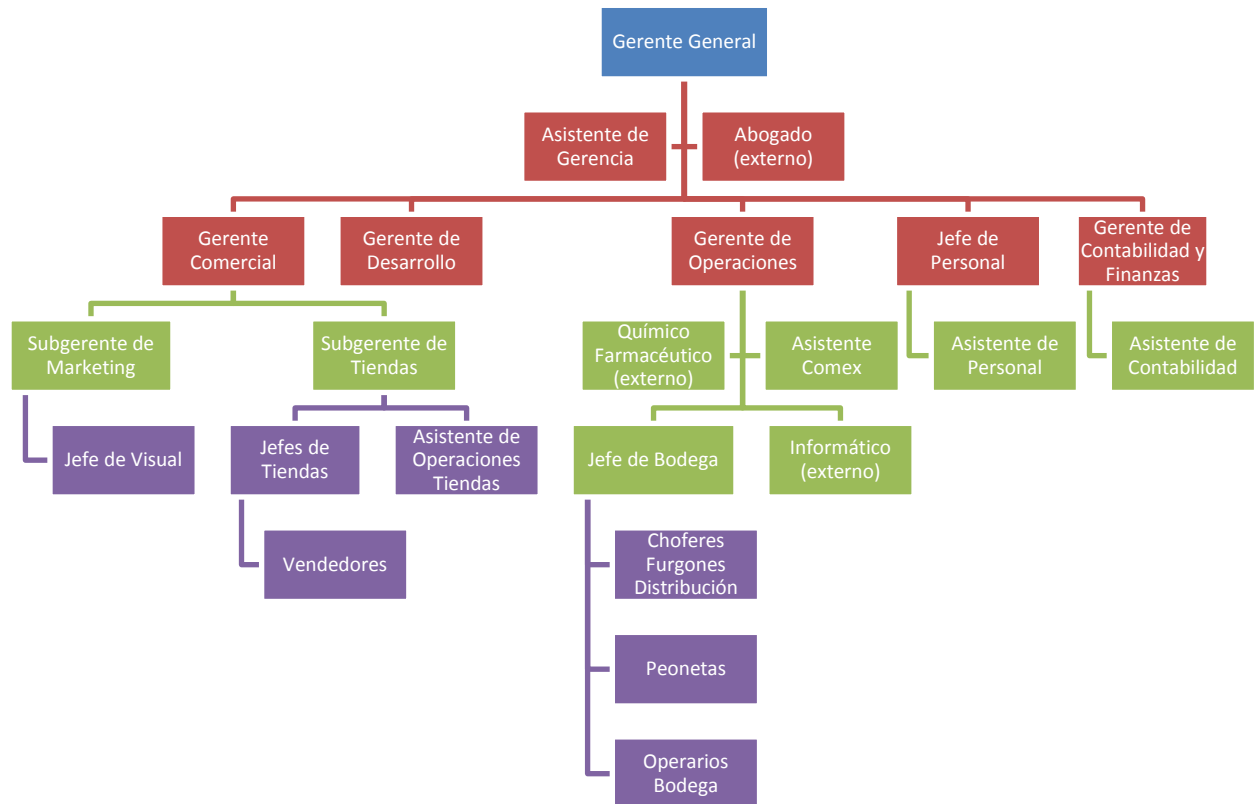 Gerente General
Asistente de
Gerencia
Abogado
(externo)
Gerente
Comercial
Gerente de
Desarrollo
Gerente de
Operaciones
Jefe de
Personal
Gerente de
Contabilidad y
Finanzas
Subgerente de
Marketing
Subgerente de
Tiendas
Químico
Farmacéutico
(externo)
Asistente
Comex
Asistente de
Personal
Asistente de
Contabilidad
Jefe de Visual
Jefes de
Tiendas
Asistente de
Operaciones
Tiendas
Jefe de Bodega
Informático
(externo)
Vendedores
Choferes
Furgones
Distribución
Peonetas
Operarios
Bodega